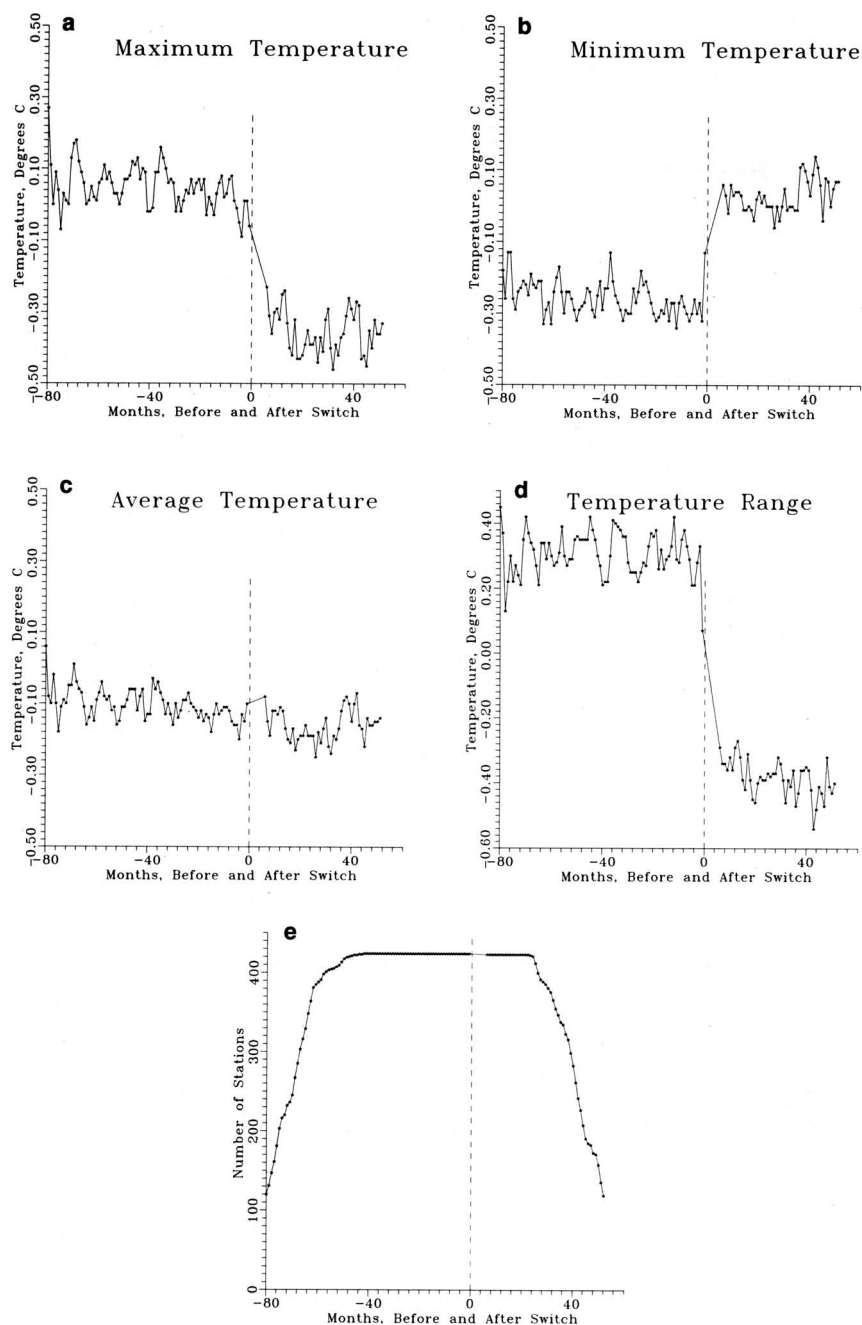 a
Maximum Temperature
Temperature, Degrees C
0.50
0.30
0.10
−0.10
−0.30
−0.50
−80
−40
0
40
Months, Before and After Switch
b
Minimum Temperature
Temperature, Degrees C
0.50
0.30
0.10
−0.10
−0.30
−0.50
−80
−40
0
40
Months, Before and After Switch
c
Average Temperature
Temperature, Degrees C
0.50
0.30
0.10
−0.10
−0.30
−0.50
−80
−40
0
40
Months, Before and After Switch
d
Temperature Range
Temperature, Degrees C
0.40
0.20
0.00
−0.20
−0.40
−0.60
−80
−40
0
40
Months, Before and After Switch
e
Number of Stations
400
300
200
100
0
−80
−40
0
40
Months, Before and After Switch